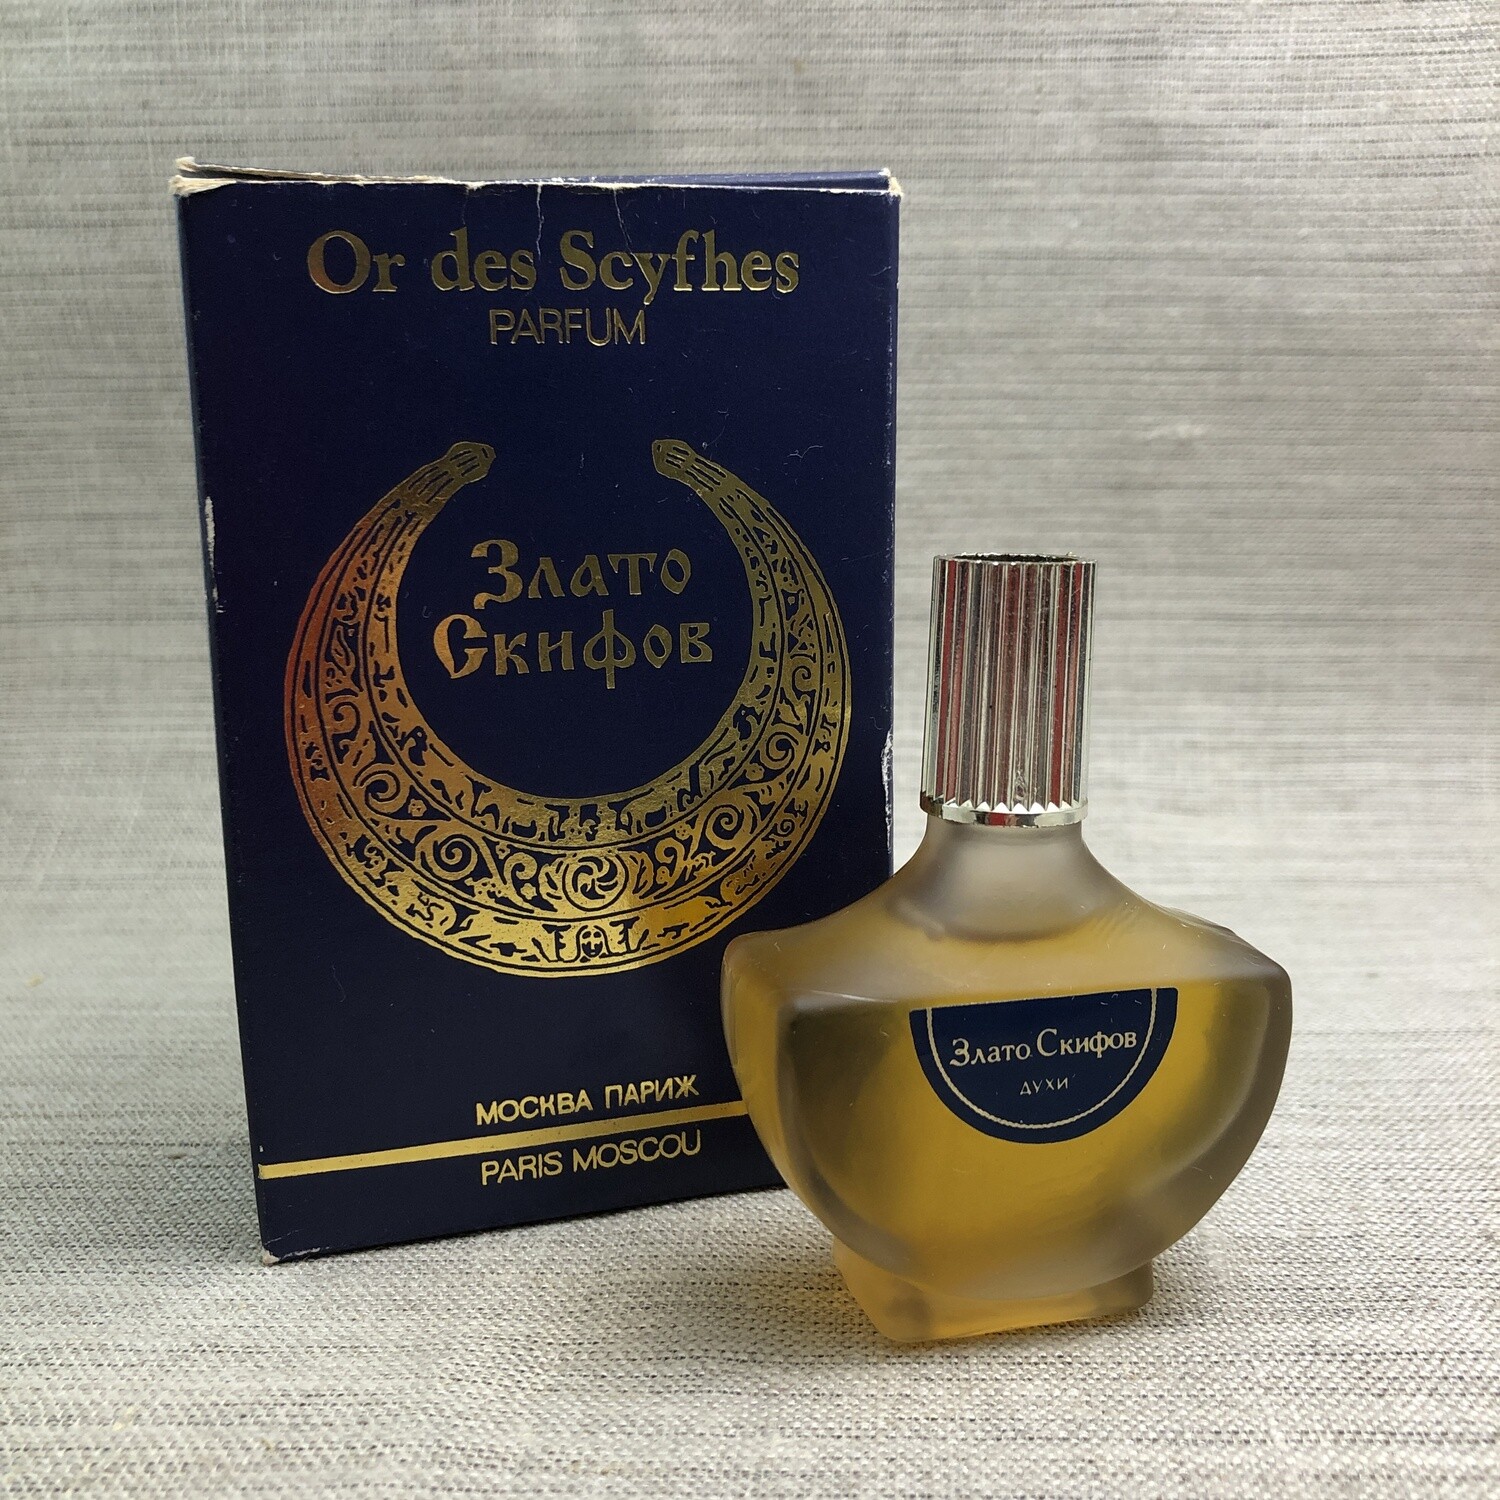 Or des Scyfhes
PARFUM
Злато
Скифов
МОСКВА ПАРИЖ
PARIS MOSCOU
Злато Скифов
ДУХИ